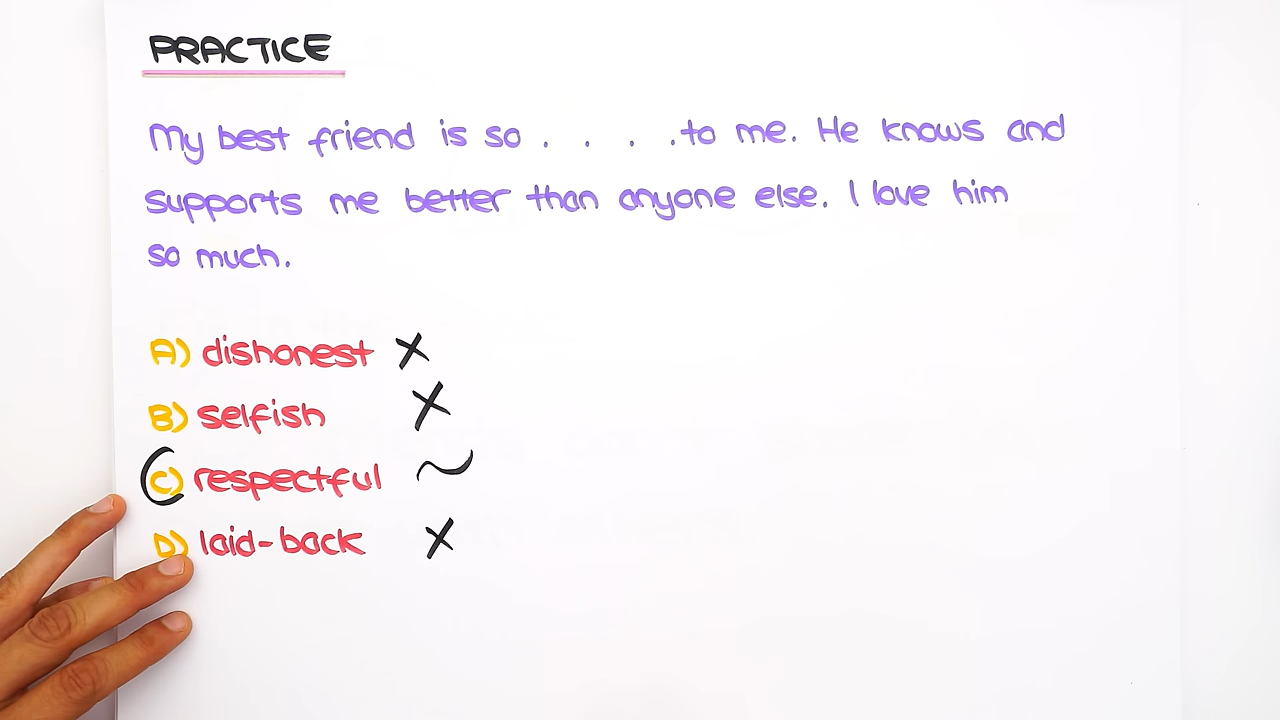 PRACTICE
My best friend is so . . . . to me. He knows and
supports me better than anyone else. I love him
so much.
A) dishonest ×
B) selfish ×
C) respectful ~
D) laid-back ×